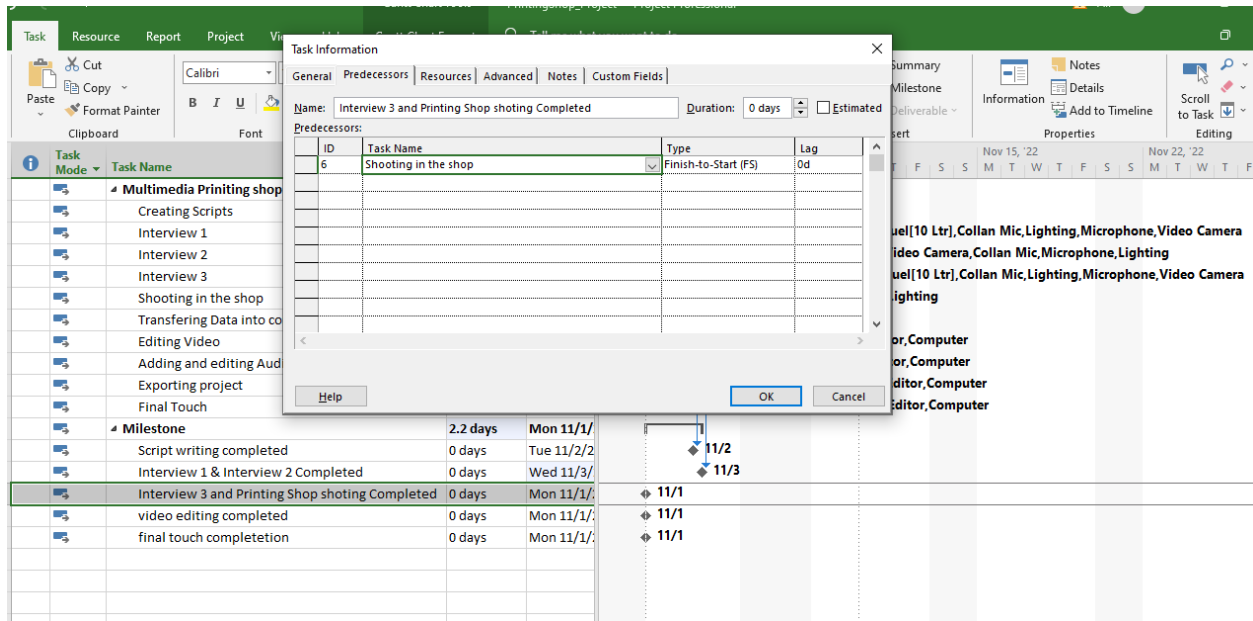 Task Resource Report Project
Cut
Copy
Paste
Format Painter
Clipboard
Calibri
B I U
Font
Summary
Milestone
Deliverable
Information
Notes
Details
Add to Timeline
Properties
Scroll
to Task
Editing
Task Information
General Predecessors Resources Advanced Notes Custom Fields
Name: Interview 3 and Printing Shop shoting Completed Duration: 0 days Estimated
Predecessors:
ID Task Name Type Lag
6 Shooting in the shop Finish-to-Start (FS) 0d
Help OK Cancel
Task
Mode Task Name
Nov 15, '22 Nov 22, '22
T F S S M T W T F S S M T W T F
Multimedia Priniting shop
Creating Scripts
Interview 1
uel[10 Ltr],Collan Mic,Lighting,Microphone,Video Camera
Interview 2
ideo Camera,Collan Mic,Microphone,Lighting
Interview 3
uel[10 Ltr],Collan Mic,Lighting,Microphone,Video Camera
Shooting in the shop
ighting
Transfering Data into co
Editing Video
or,Computer
Adding and editing Audi
tor,Computer
Exporting project
ditor,Computer
Final Touch
Editor,Computer
Milestone 2.2 days Mon 11/1/
Script writing completed 0 days Tue 11/2/2 11/2
Interview 1 & Interview 2 Completed 0 days Wed 11/3/ 11/3
Interview 3 and Printing Shop shoting Completed 0 days Mon 11/1/2 11/1
video editing completed 0 days Mon 11/1/2 11/1
final touch completetion 0 days Mon 11/1/2 11/1